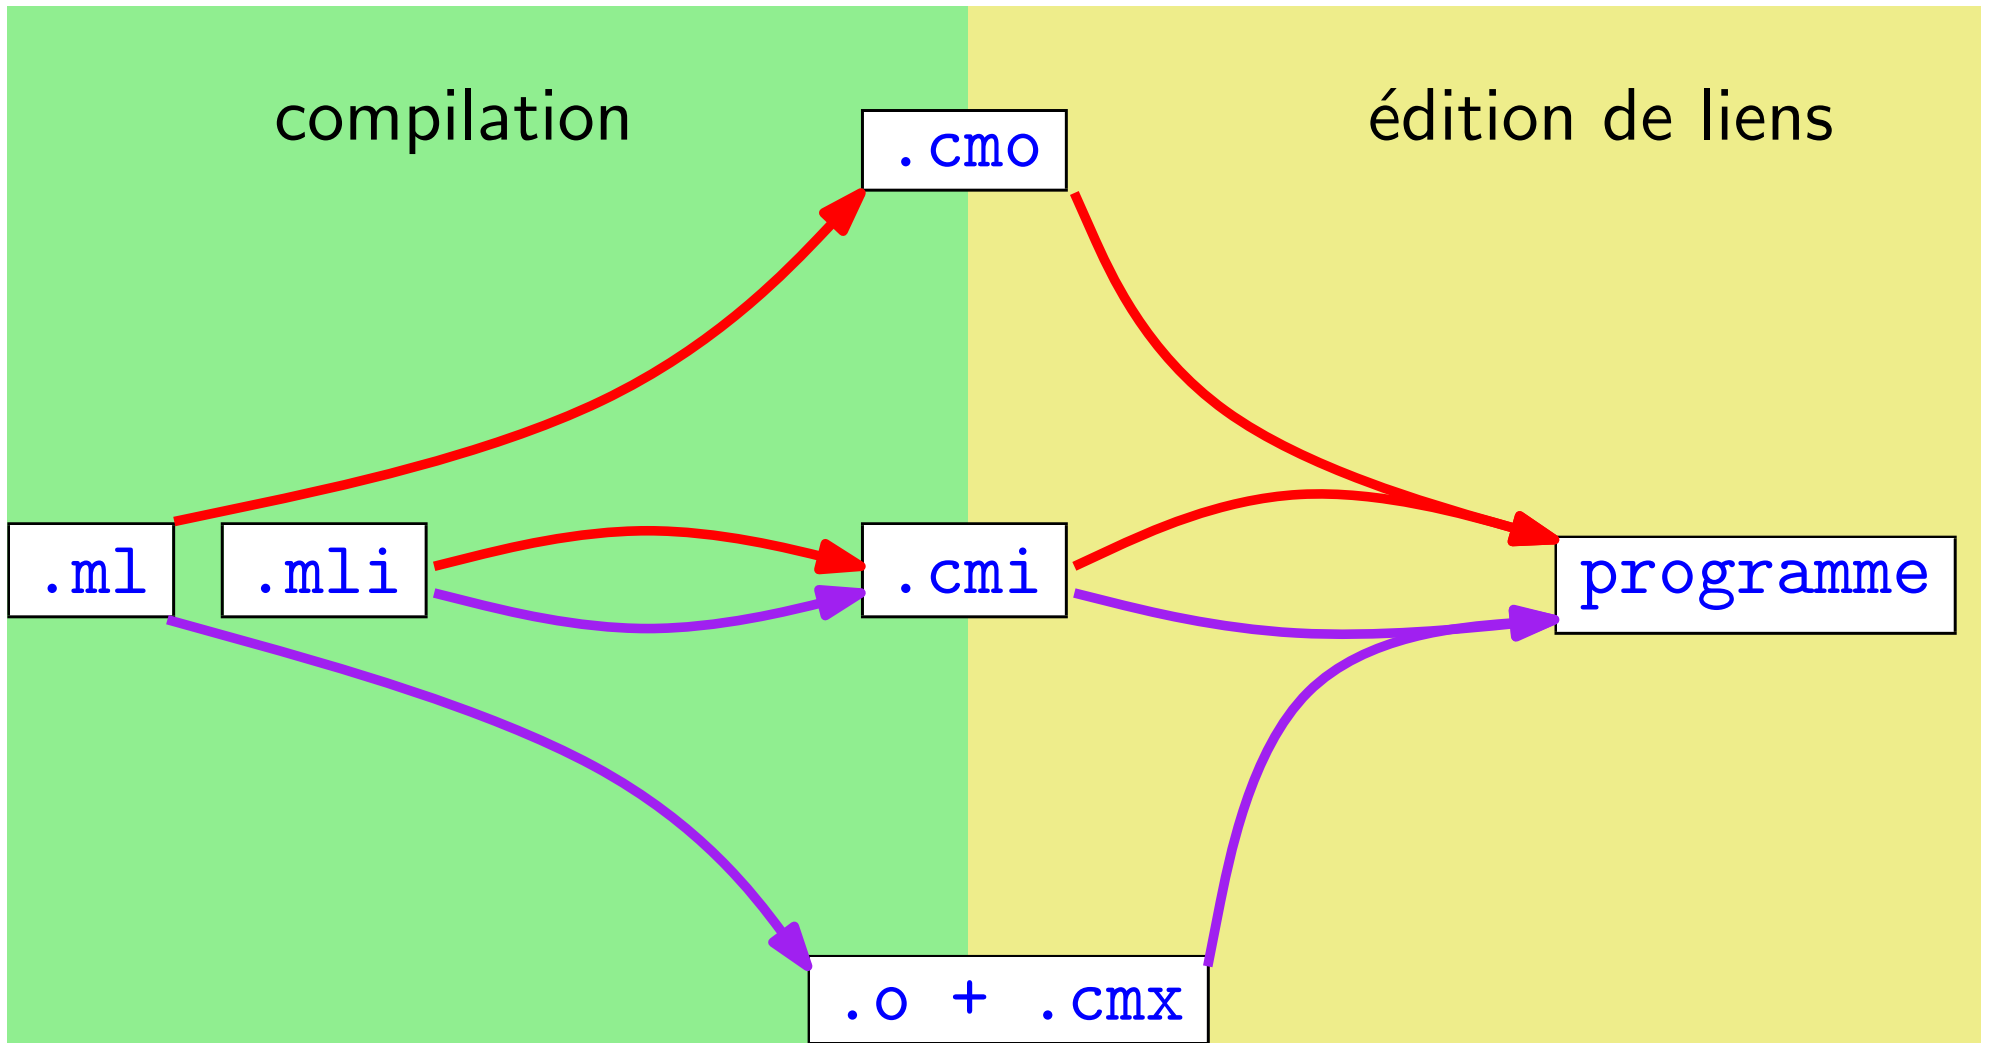 compilation
édition de liens
.cmo
.ml
.mli
.cmi
programme
.o + .cmx